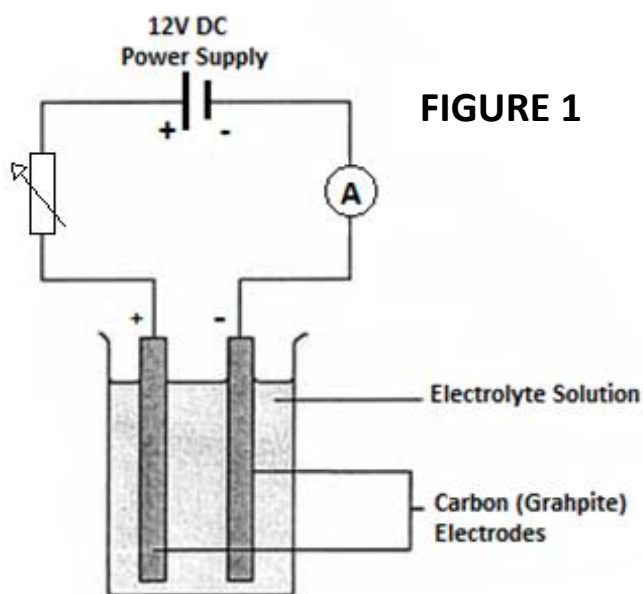 12V DC
Power Supply
FIGURE 1
+ -
A
+ -
Electrolyte Solution
Carbon (Grahpite)
Electrodes